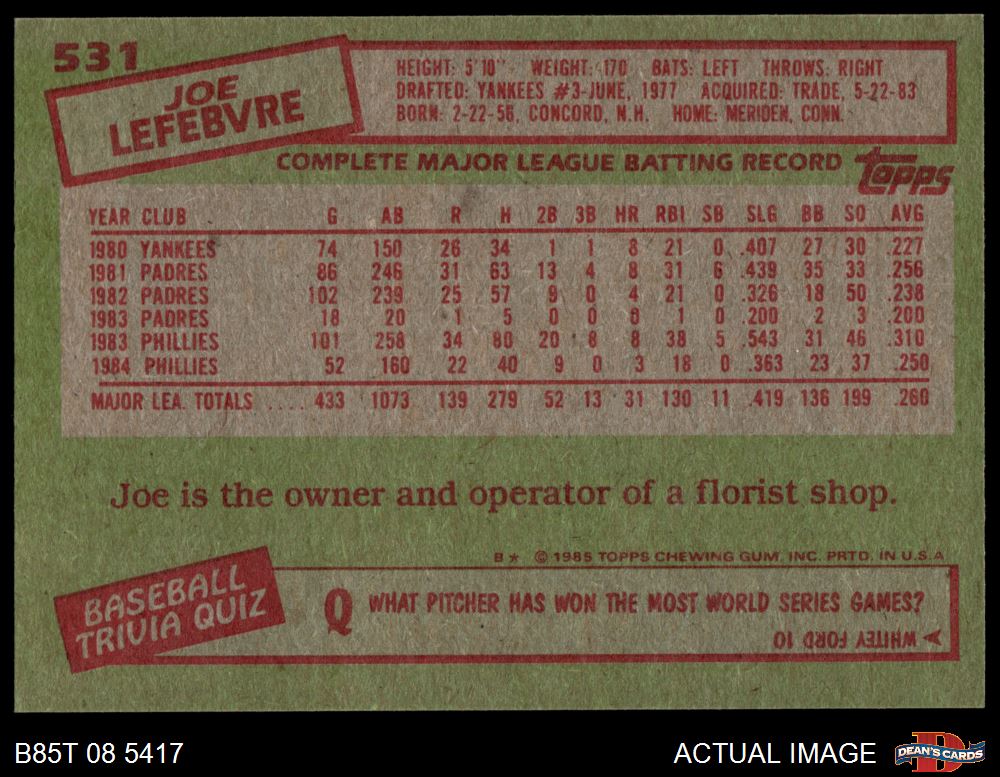 531
JOE
LEFEBVRE
HEIGHT: 5'10" WEIGHT: 170 BATS: LEFT THROWS: RIGHT
DRAFTED: YANKEES #3-JUNE, 1977 ACQUIRED: TRADE, 5-22-83
BORN: 2-22-56, CONCORD, N.H. HOME: MERIDEN, CONN.
COMPLETE MAJOR LEAGUE BATTING RECORD topps
YEAR CLUB G AB R H 2B 3B HR RBI SB SLG BB SO AVG
1980 YANKEES 74 150 26 34 1 1 8 21 0 .407 27 30 .227
1981 PADRES 86 246 31 63 13 4 8 31 6 .439 35 33 .256
1982 PADRES 102 239 25 57 9 0 4 21 0 .326 18 50 .238
1983 PADRES 18 20 1 5 0 0 0 1 0 .200 2 3 .200
1983 PHILLIES 101 258 34 80 20 8 8 38 5 .543 31 46 .310
1984 PHILLIES 52 160 22 40 9 0 3 18 0 .363 23 37 .250
MAJOR LEA. TOTALS .... 433 1073 139 279 52 13 31 130 11 .419 136 199 .260
Joe is the owner and operator of a florist shop.
B* © 1985 TOPPS CHEWING GUM, INC. PRTD. IN U.S.A
BASEBALL
TRIVIA QUIZ
Q WHAT PITCHER HAS WON THE MOST WORLD SERIES GAMES?
A WHITEY FORD 10
B85T 08 5417
ACTUAL IMAGE
D
DEAN'S CARDS